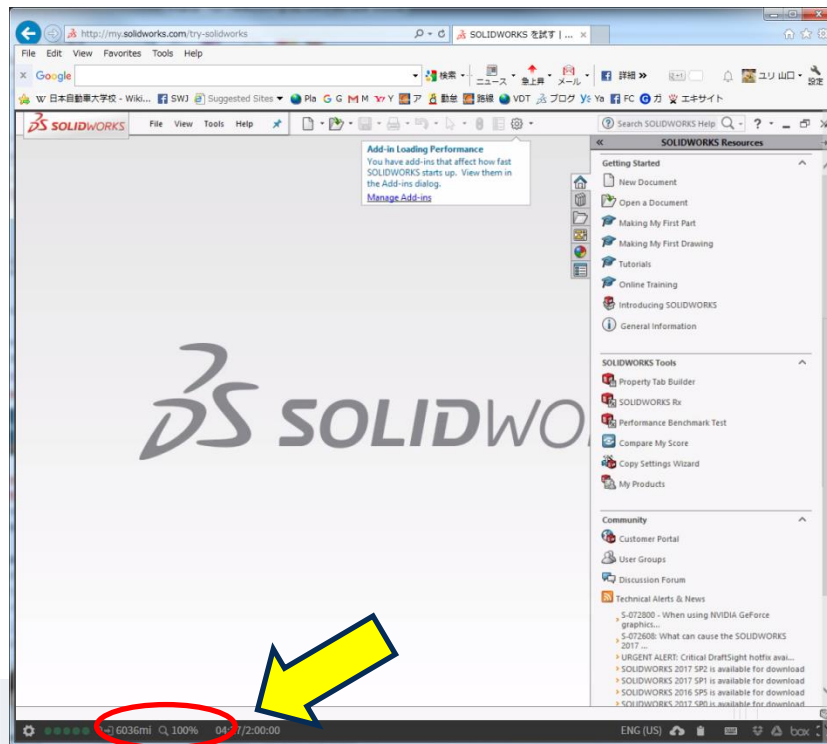 http://my.solidworks.com/try-solidworks
SOLIDWORKS を試す | ...
File Edit View Favorites Tools Help
x Google
検索
ニュース
急上昇
メール
詳細 »
ユリ 山口
設定
W 日本自動車大学校 - Wiki...
SWJ
Suggested Sites
Pla
G G M M Y
ア
動怠
路線
VDT
ブログ
Ya
FC
ガ
エキサイト
SOLIDWORKS File View Tools Help
Search SOLIDWORKS Help
Add-in Loading Performance
You have add-ins that affect how fast
SOLIDWORKS starts up. View them in
the Add-ins dialog.
Manage Add-ins
SOLIDWORKS Resources
Getting Started
New Document
Open a Document
Making My First Part
Making My First Drawing
Tutorials
Online Training
Introducing SOLIDWORKS
General Information
SOLIDWORKS Tools
Property Tab Builder
SOLIDWORKS Rx
Performance Benchmark Test
Compare My Score
Copy Settings Wizard
My Products
Community
Customer Portal
User Groups
Discussion Forum
Technical Alerts & News
S-072800 - When using NVIDIA GeForce
graphics...
S-072608: What can cause the SOLIDWORKS
2017 ...
URGENT ALERT: Critical DraftSight hotfix avai...
SOLIDWORKS 2017 SP2 is available for download
SOLIDWORKS 2017 SP1 is available for download
SOLIDWORKS 2016 SP5 is available for download
SOLIDWORKS 2017 SP0 is available for download
SOLIDWO
6036mi 100%
/2:00:00
ENG (US)
box